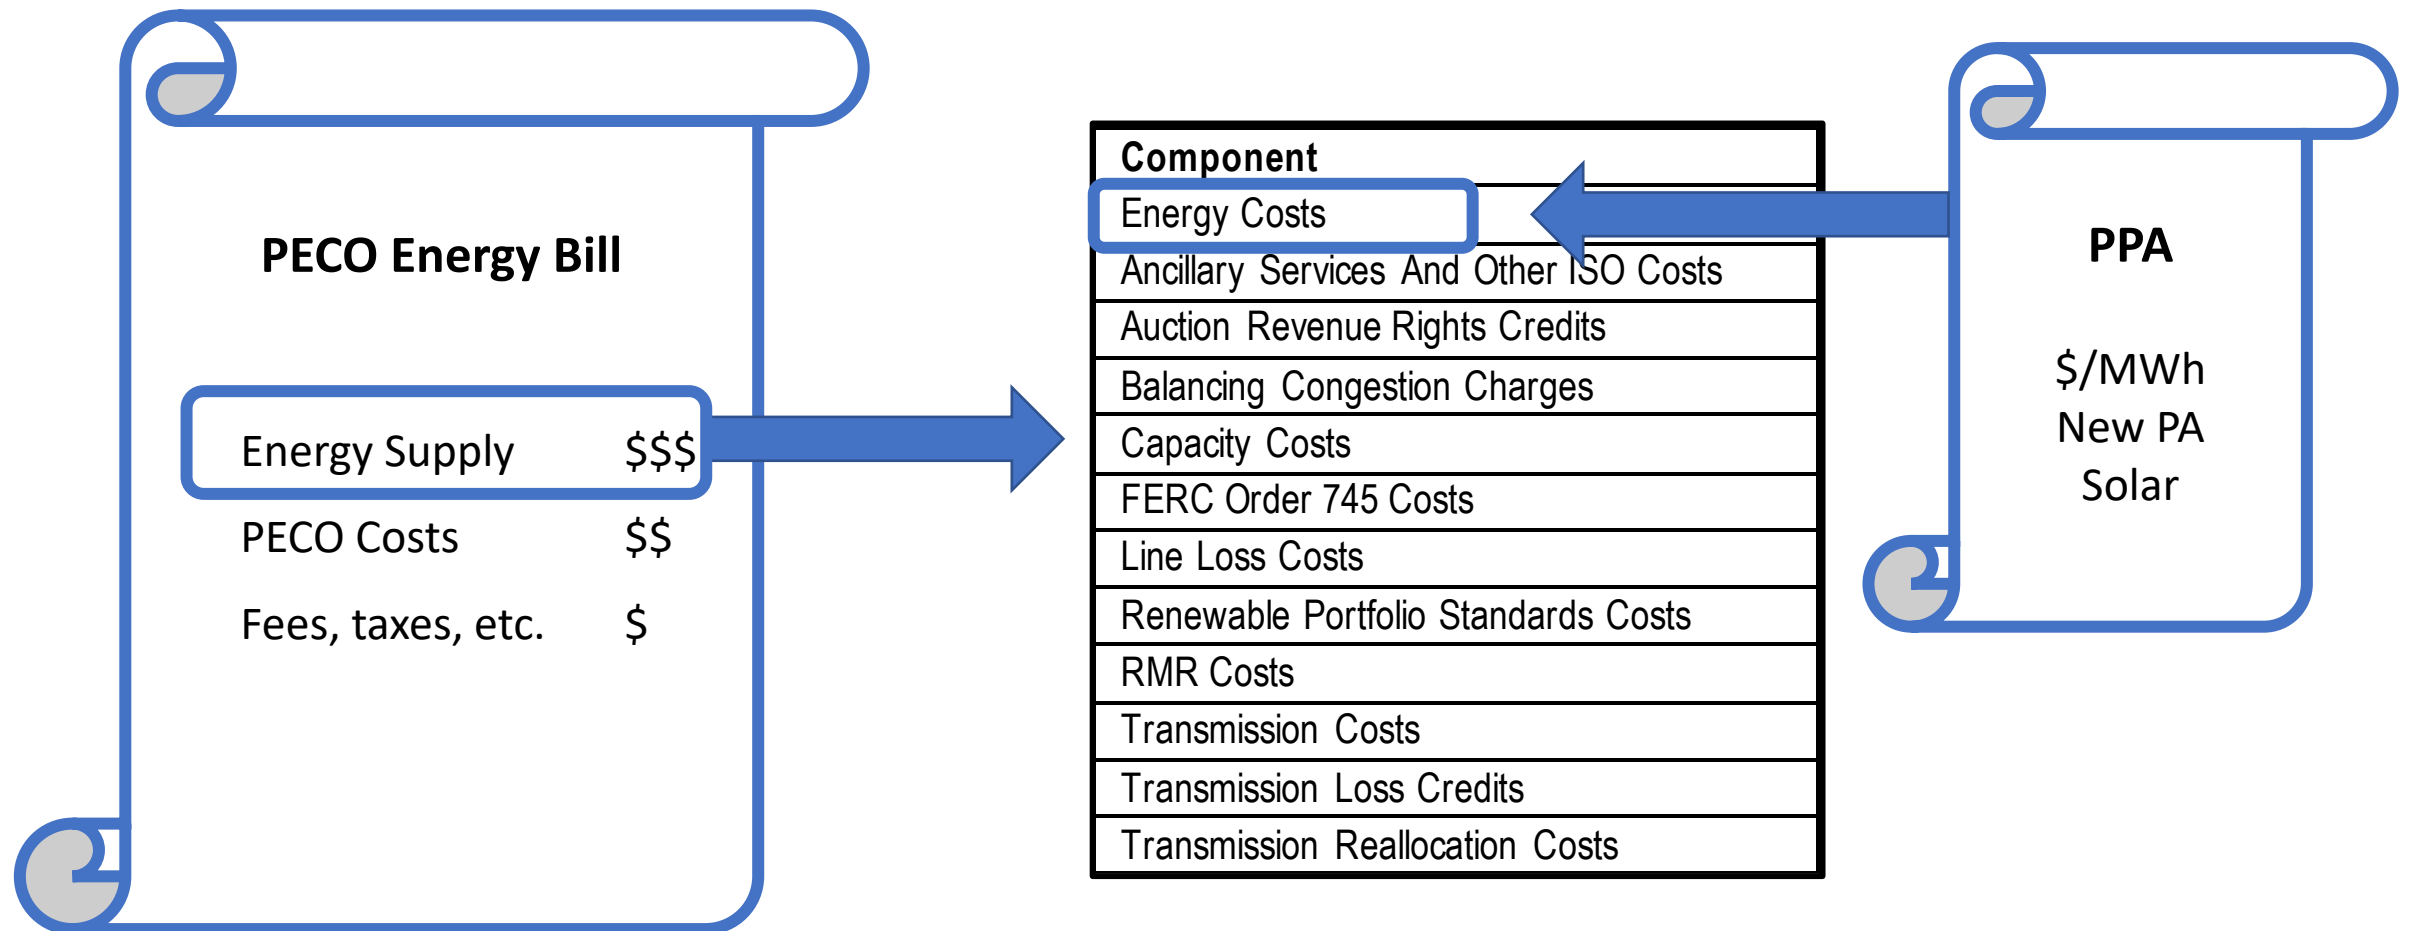 PECO Energy Bill
Energy Supply $$$
PECO Costs $$
Fees, taxes, etc. $
Component
Energy Costs
Ancillary Services And Other ISO Costs
Auction Revenue Rights Credits
Balancing Congestion Charges
Capacity Costs
FERC Order 745 Costs
Line Loss Costs
Renewable Portfolio Standards Costs
RMR Costs
Transmission Costs
Transmission Loss Credits
Transmission Reallocation Costs
PPA
$/MWh
New PA
Solar